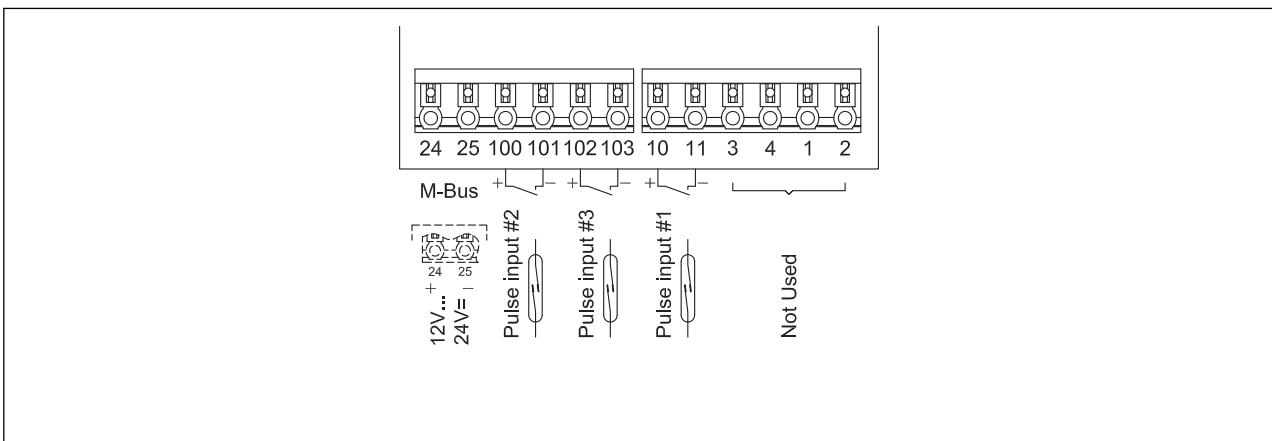 24 25 100 101 102 103 10 11 3 4 1 2
M-Bus + − + − + −
24 25
+ −
12V...
24V=
Pulse input #2
Pulse input #3
Pulse input #1
Not Used